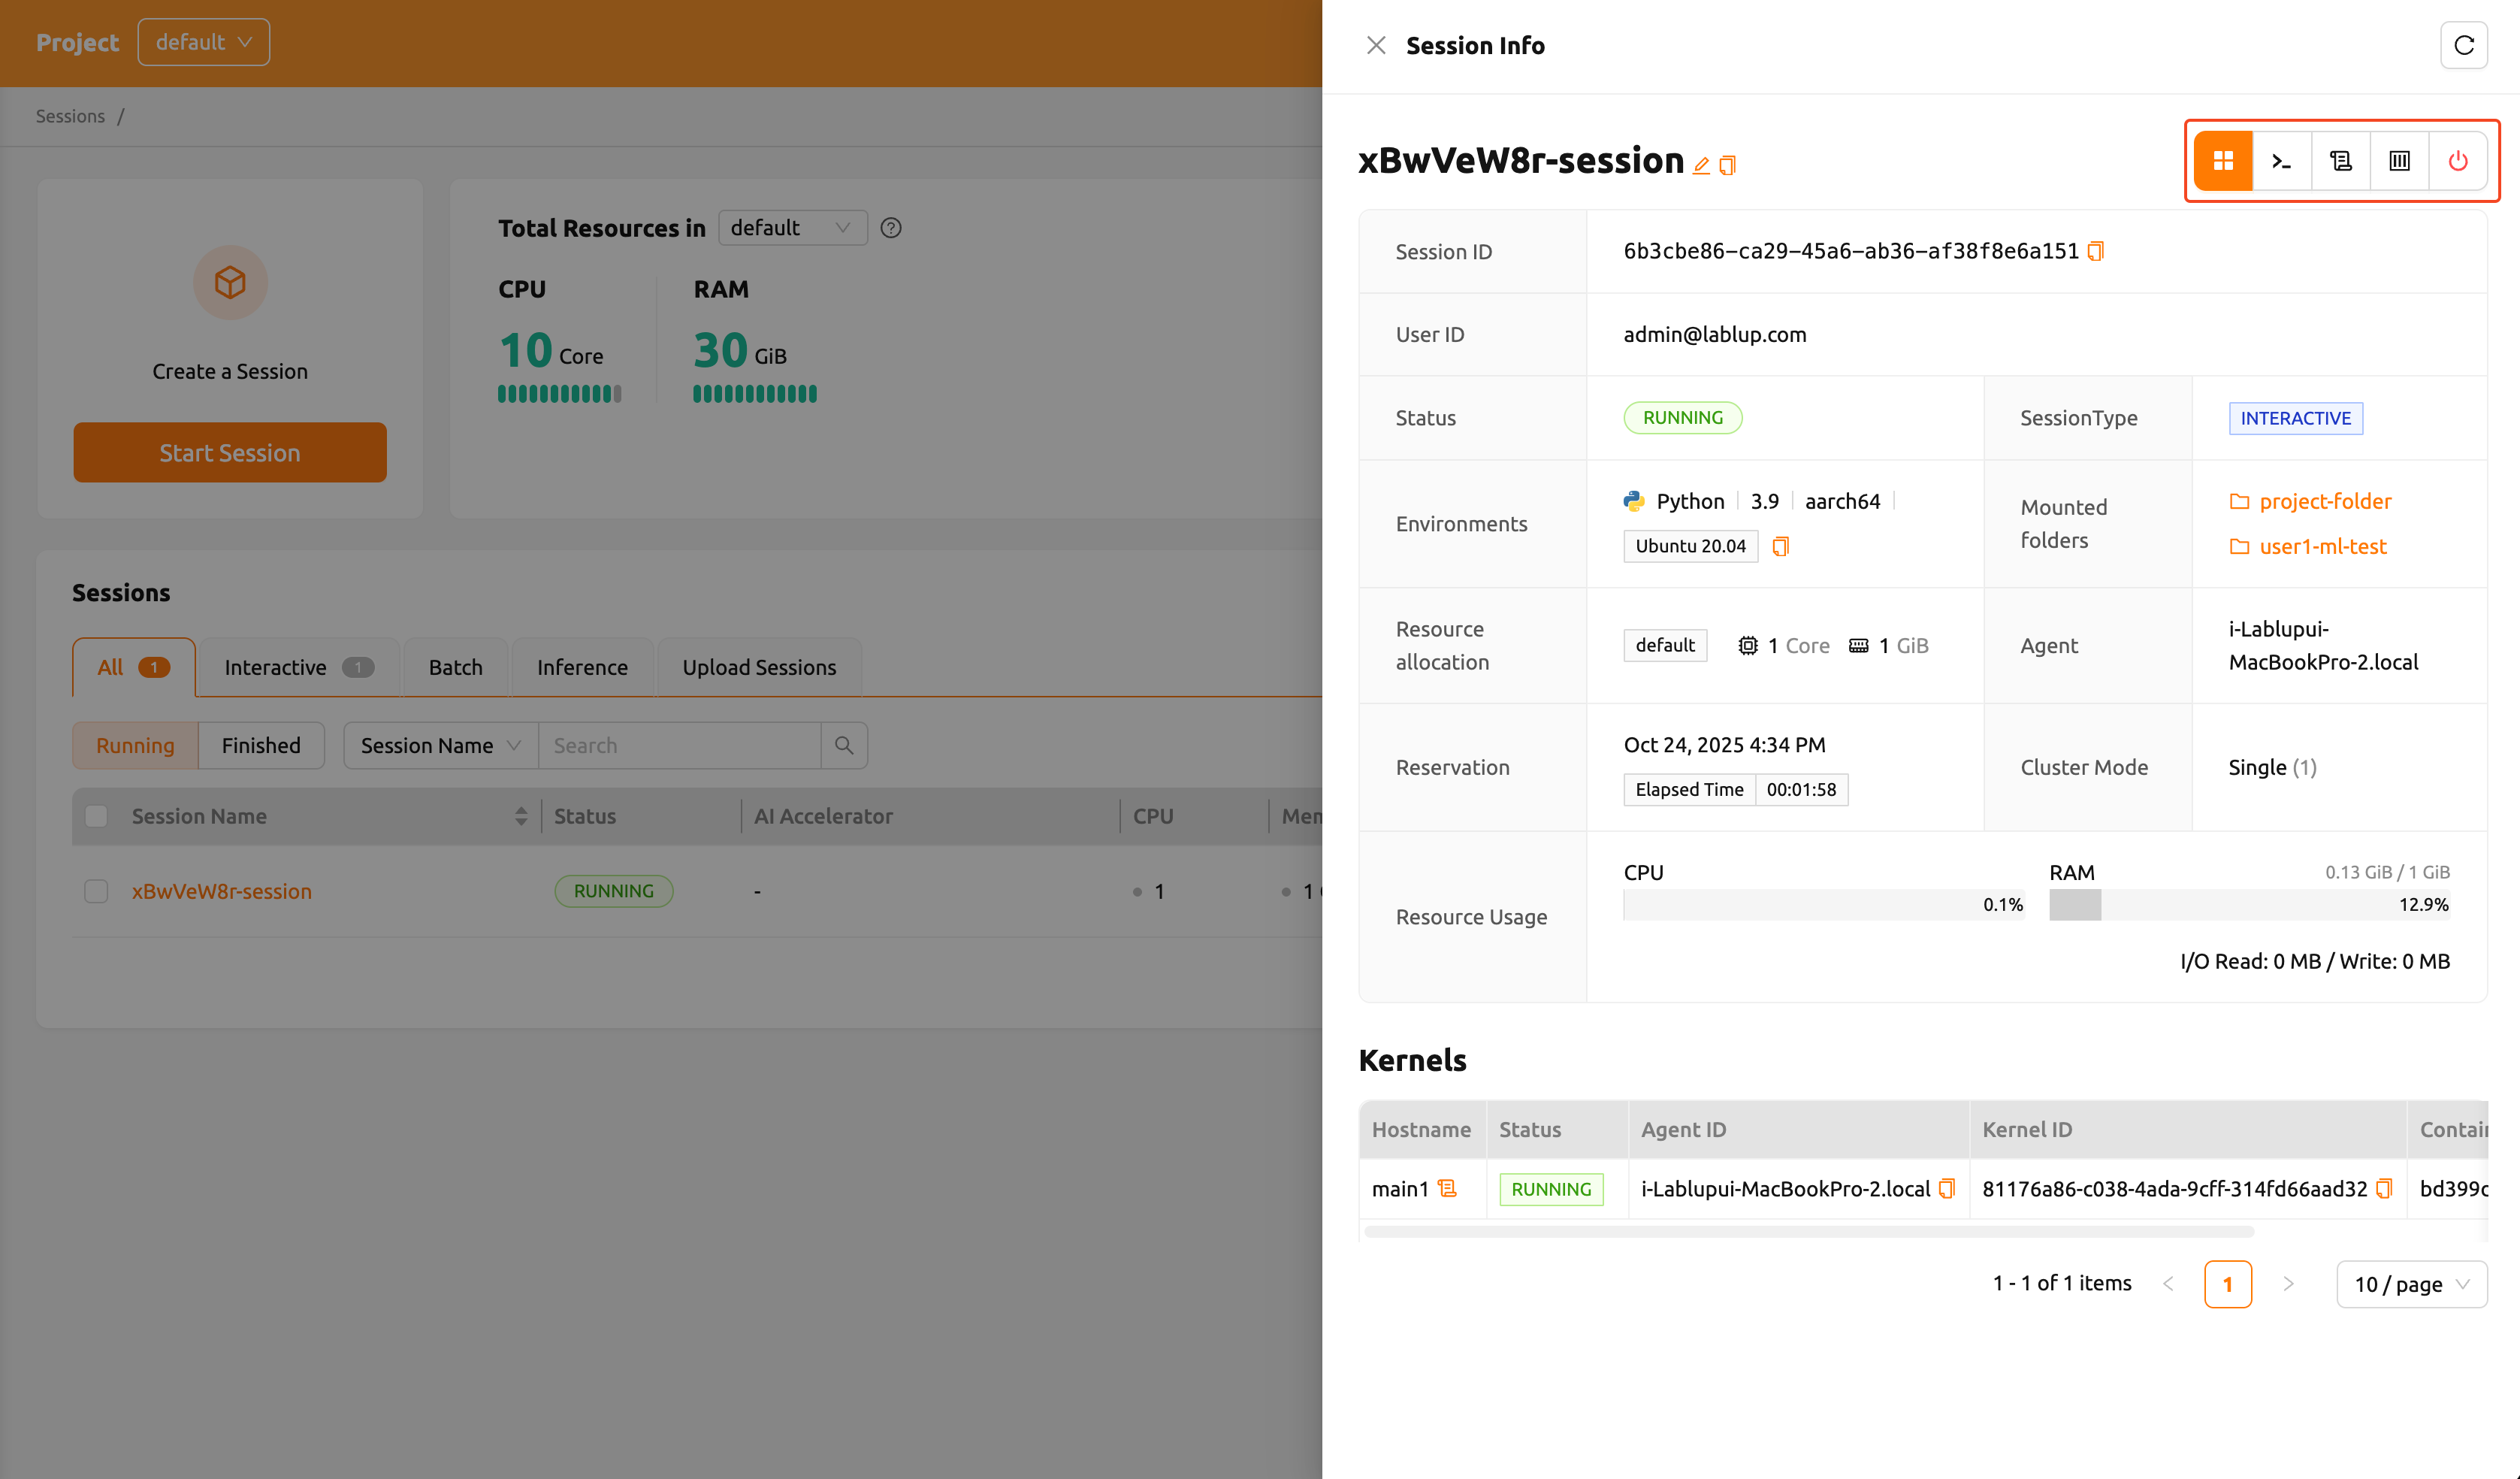 Project
default
Sessions /
Create a Session
Start Session
Total Resources in
default
CPU
RAM
10 Core
30 GiB
Sessions
All 1
Interactive 1
Batch
Inference
Upload Sessions
Running
Finished
Session Name
Search
Session Name
Status
AI Accelerator
CPU
Mem
xBwVeW8r-session
RUNNING
-
1
1
Session Info
xBwVeW8r-session
Session ID
6b3cbe86-ca29-45a6-ab36-af38f8e6a151
User ID
admin@lablup.com
Status
RUNNING
SessionType
INTERACTIVE
Environments
Python 3.9 aarch64
Ubuntu 20.04
Mounted
folders
project-folder
user1-ml-test
Resource
allocation
default
1 Core
1 GiB
Agent
i-Lablupui-
MacBookPro-2.local
Reservation
Oct 24, 2025 4:34 PM
Elapsed Time 00:01:58
Cluster Mode
Single (1)
Resource Usage
CPU
0.1%
RAM
0.13 GiB / 1 GiB
12.9%
I/O Read: 0 MB / Write: 0 MB
Kernels
Hostname
Status
Agent ID
Kernel ID
Contain
main1
RUNNING
i-Lablupui-MacBookPro-2.local
81176a86-c038-4ada-9cff-314fd66aad32
bd399c
1 - 1 of 1 items
1
10 / page